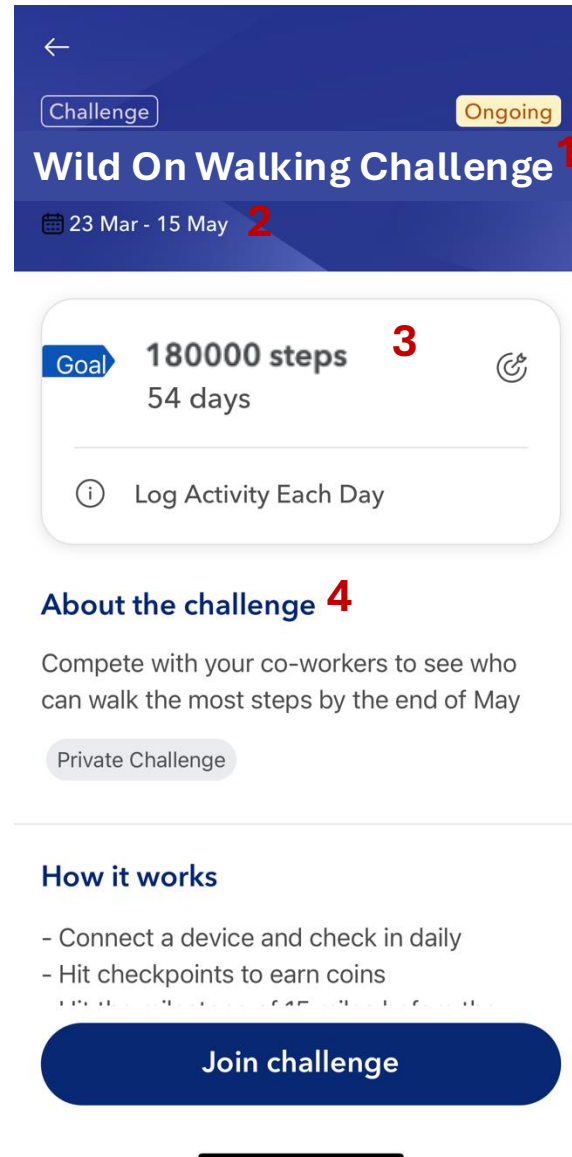 Challenge
Ongoing
Wild On Walking Challenge 1
23 Mar - 15 May 2
Goal
180000 steps 3
54 days
Log Activity Each Day
About the challenge 4
Compete with your co-workers to see who
can walk the most steps by the end of May
Private Challenge
How it works
- Connect a device and check in daily
- Hit checkpoints to earn coins
Join challenge